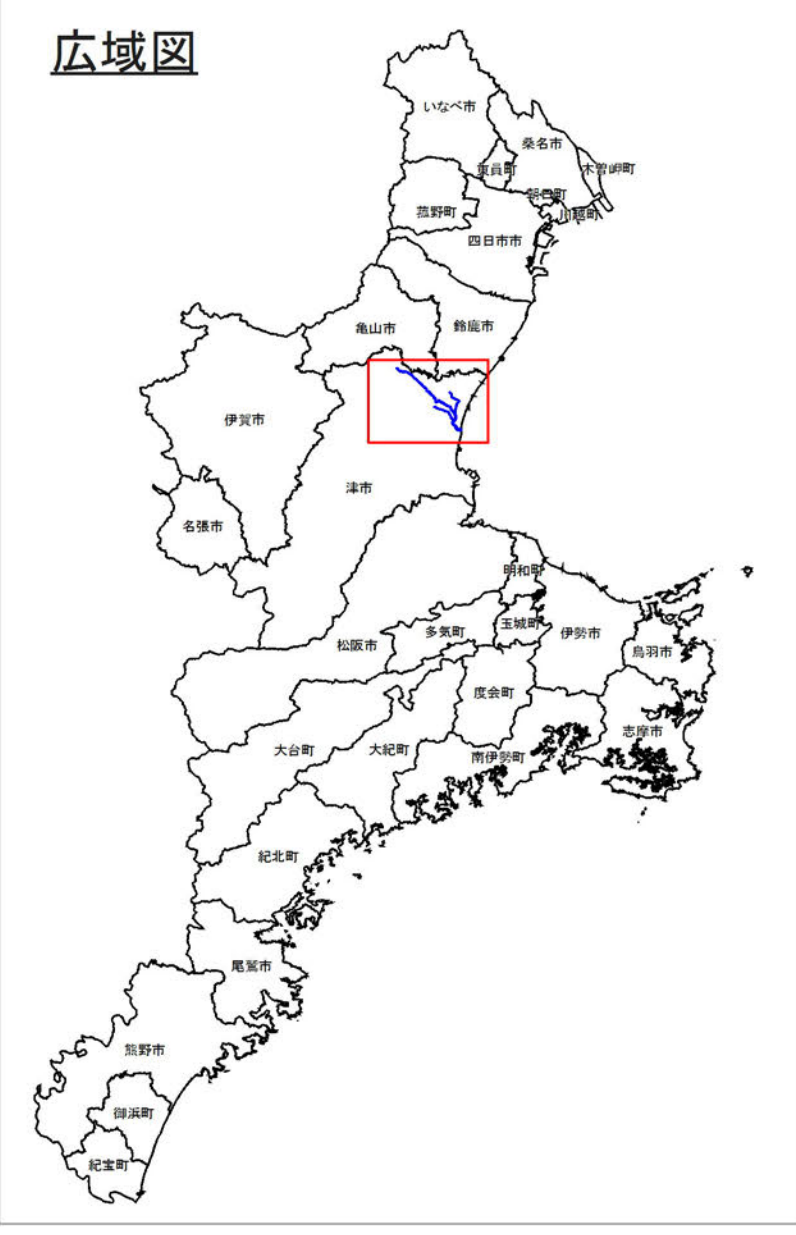 広域図
いなべ市
桑名市
東員町
木曽岬町
朝日町
川越町
菰野町
四日市市
亀山市
鈴鹿市
伊賀市
津市
名張市
明和町
玉城町
多気町
伊勢市
松阪市
鳥羽市
度会町
志摩市
大台町
大紀町
南伊勢町
紀北町
尾鷲市
熊野市
御浜町
紀宝町